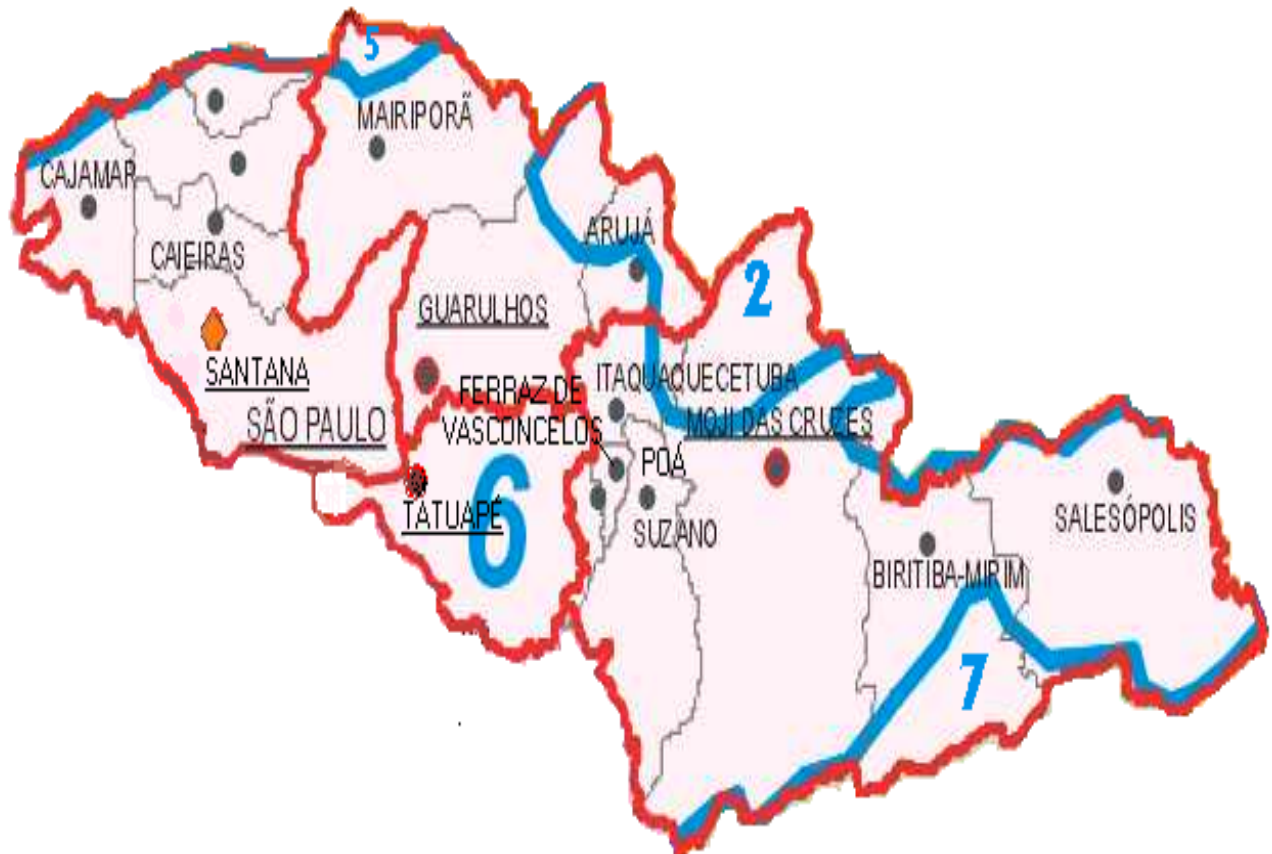 5
MAIRIPORÃ
CAJAMAR
CAIEIRAS
ARUJÁ
2
GUARULHOS
SANTANA
SÃO PAULO
FERRAZ DE
VASCONCELOS
ITAQUAQUECETUBA
MOJI DAS CRUCES
POÁ
6
TATUAPÉ
SUZANO
SALESÓPOLIS
BIRITIBA-MIRIM
7